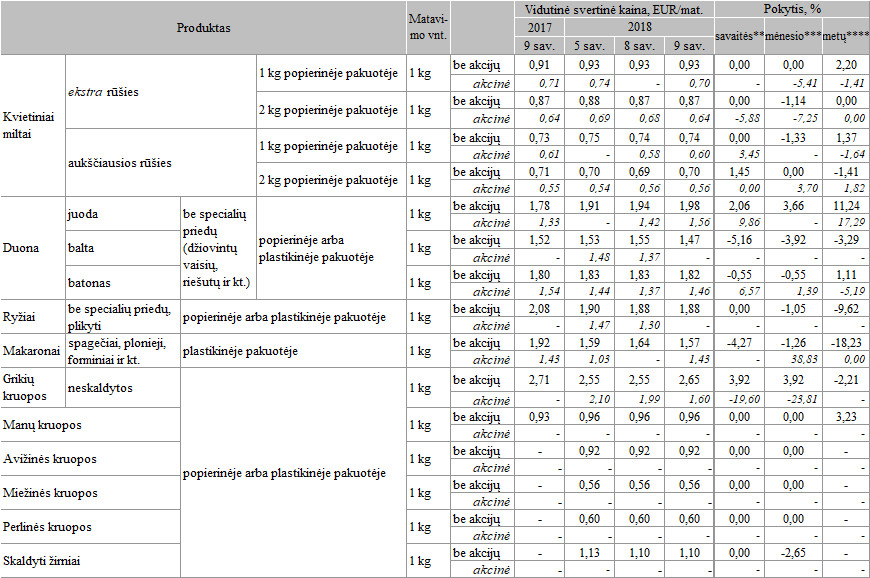 Produktas Matavi- Vidutinė svertinė kaina, EUR/mat. Pokytis, %
mo vnt. 2017 2018 savaitės** mėnesio*** metų****
9 sav. 5 sav. 8 sav. 9 sav.
Kvietiniai miltai ekstra rūšies 1 kg popierinėje pakuotėje 1 kg be akcijų 0,91 0,93 0,93 0,93 0,00 0,00 2,20
akcinė 0,71 0,74 - 0,70 - -5,41 -1,41
2 kg popierinėje pakuotėje 1 kg be akcijų 0,87 0,88 0,87 0,87 0,00 -1,14 0,00
akcinė 0,64 0,69 0,68 0,64 -5,88 -7,25 0,00
aukščiausios rūšies 1 kg popierinėje pakuotėje 1 kg be akcijų 0,73 0,75 0,74 0,74 0,00 -1,33 1,37
akcinė 0,61 - 0,58 0,60 3,45 - -1,64
2 kg popierinėje pakuotėje 1 kg be akcijų 0,71 0,70 0,69 0,70 1,45 0,00 -1,41
akcinė 0,55 0,54 0,56 0,56 0,00 3,70 1,82
Duona juoda be specialių priedų (džiovintų vaisių, riešutų ir kt.) popierinėje arba plastikinėje pakuotėje 1 kg be akcijų 1,78 1,91 1,94 1,98 2,06 3,66 11,24
akcinė 1,33 - 1,42 1,56 9,86 - 17,29
balta 1 kg be akcijų 1,52 1,53 1,55 1,47 -5,16 -3,92 -3,29
akcinė - 1,48 1,37 - - - -
batonas 1 kg be akcijų 1,80 1,83 1,83 1,82 -0,55 -0,55 1,11
akcinė 1,54 1,44 1,37 1,46 6,57 1,39 -5,19
Ryžiai be specialių priedų, plikyti popierinėje arba plastikinėje pakuotėje 1 kg be akcijų 2,08 1,90 1,88 1,88 0,00 -1,05 -9,62
akcinė - 1,47 1,30 - - - -
Makaronai spagečiai, plonieji, forminiai ir kt. plastikinėje pakuotėje 1 kg be akcijų 1,92 1,59 1,64 1,57 -4,27 -1,26 -18,23
akcinė 1,43 1,03 - 1,43 - 38,83 0,00
Grikių kruopos neskaldytos popierinėje arba plastikinėje pakuotėje 1 kg be akcijų 2,71 2,55 2,55 2,65 3,92 3,92 -2,21
akcinė - 2,10 1,99 1,60 -19,60 -23,81 -
Manų kruopos 1 kg be akcijų 0,93 0,96 0,96 0,96 0,00 0,00 3,23
akcinė - - - - - - -
Avižinės kruopos 1 kg be akcijų - 0,92 0,92 0,92 0,00 0,00 -
akcinė - - - - - - -
Miežinės kruopos 1 kg be akcijų - 0,56 0,56 0,56 0,00 0,00 -
akcinė - - - - - - -
Perlinės kruopos 1 kg be akcijų - 0,60 0,60 0,60 0,00 0,00 -
akcinė - - - - - - -
Skaldyti žirniai 1 kg be akcijų - 1,13 1,10 1,10 0,00 -2,65 -
akcinė - - - - - - -